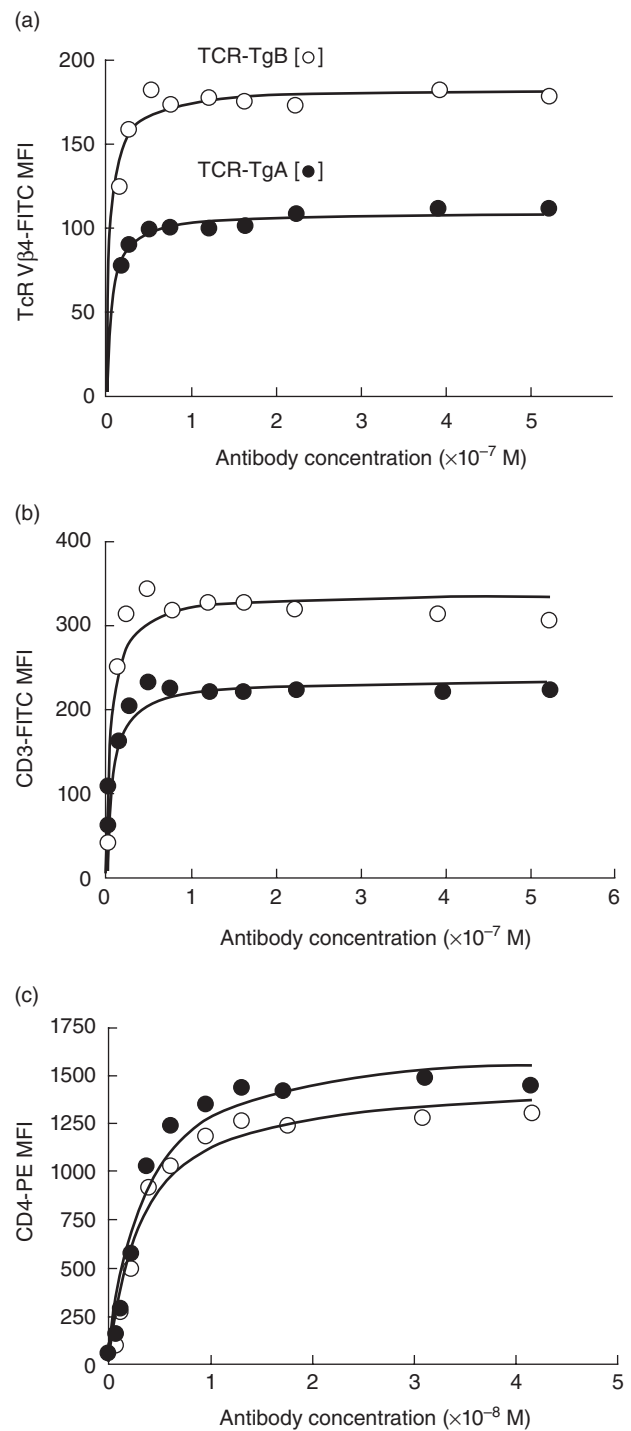 (a)
TCR-TgB [○]
TCR-TgA [●]
200
150
100
50
0
TcR Vβ4-FITC MFI
0 1 2 3 4 5
Antibody concentration (×10⁻⁷ M)
(b)
400
300
200
100
0
CD3-FITC MFI
0 1 2 3 4 5 6
Antibody concentration (×10⁻⁷ M)
(c)
1750
1500
1250
1000
750
500
250
0
CD4-PE MFI
0 1 2 3 4 5
Antibody concentration (×10⁻⁸ M)